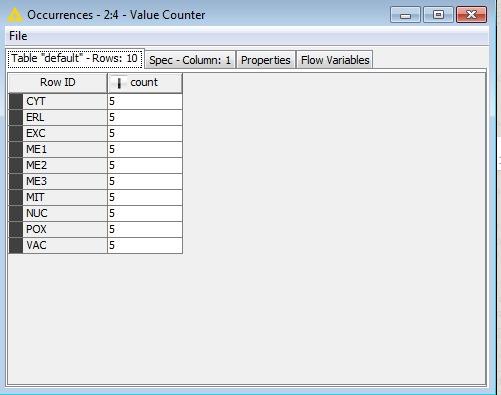 Occurrences - 2:4 - Value Counter
File
Table "default" - Rows: 10 Spec - Column: 1 Properties Flow Variables
Row ID I count
CYT 5
ERL 5
EXC 5
ME1 5
ME2 5
ME3 5
MIT 5
NUC 5
POX 5
VAC 5